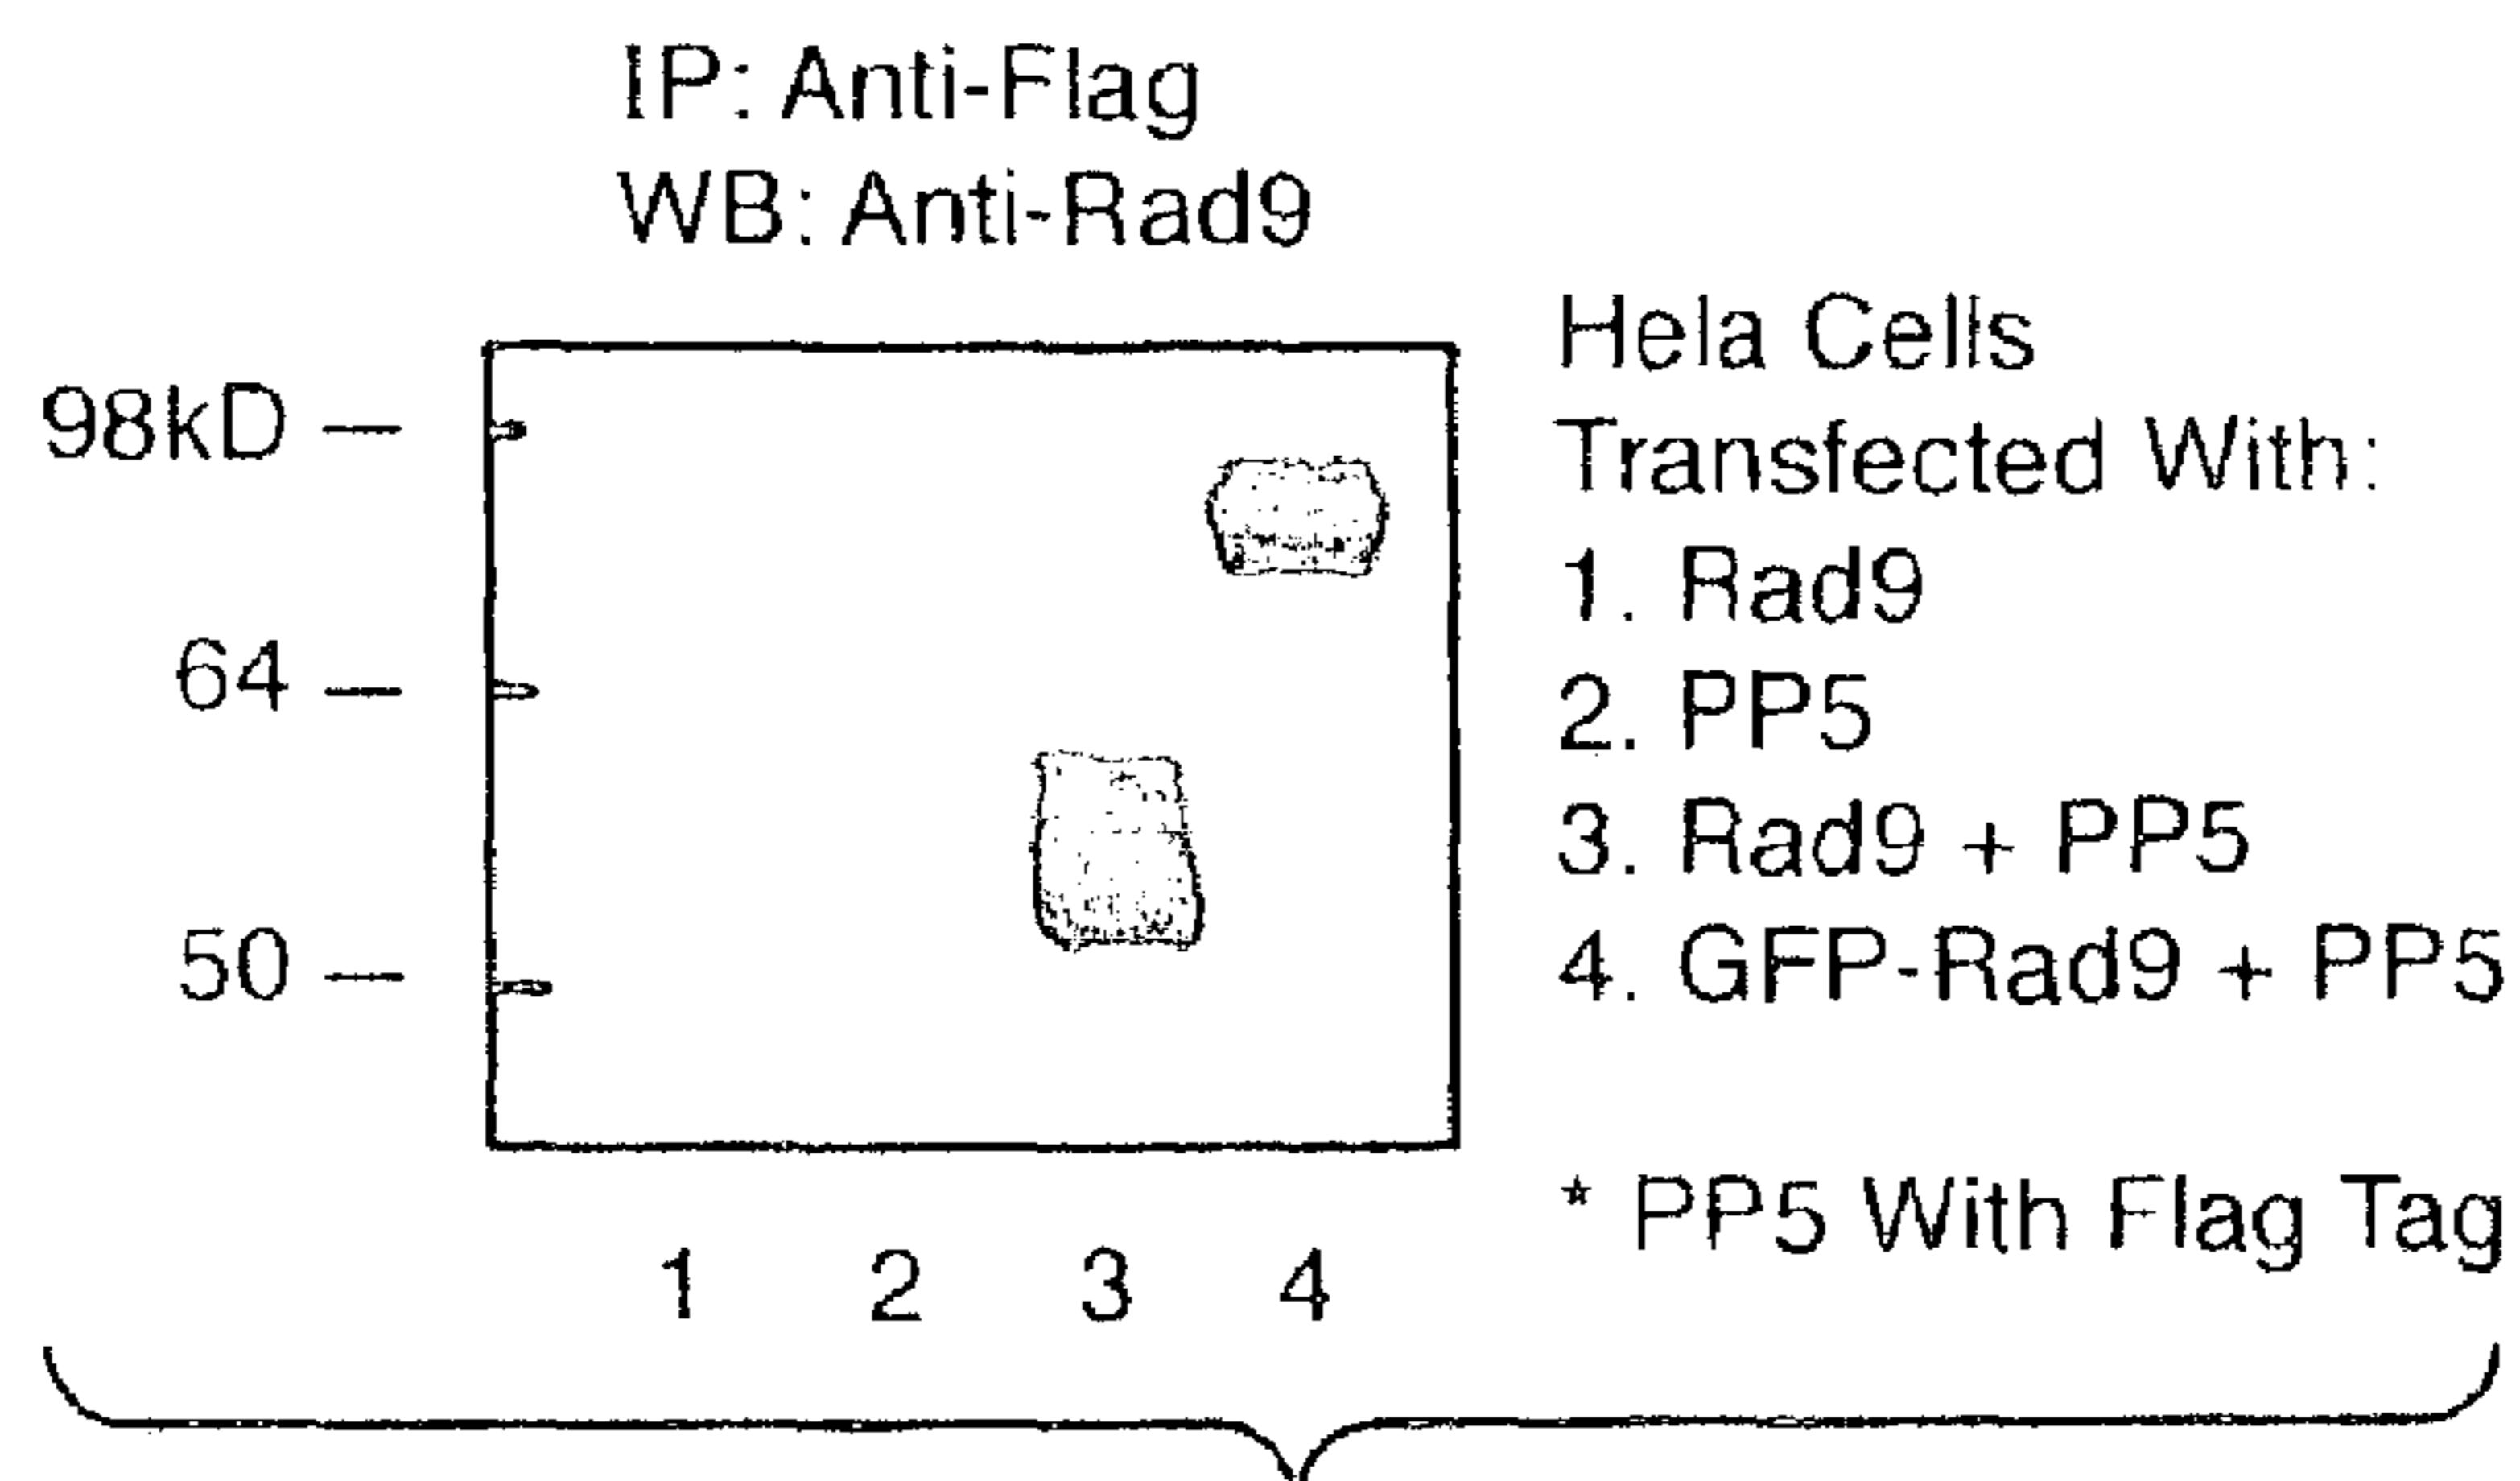 IP: Anti-Flag
WB: Anti-Rad9
98kD
64
50
1 2 3 4
Hela Cells
Transfected With:
1. Rad9
2. PP5
3. Rad9 + PP5
4. GFP-Rad9 + PP5
* PP5 With Flag Tag